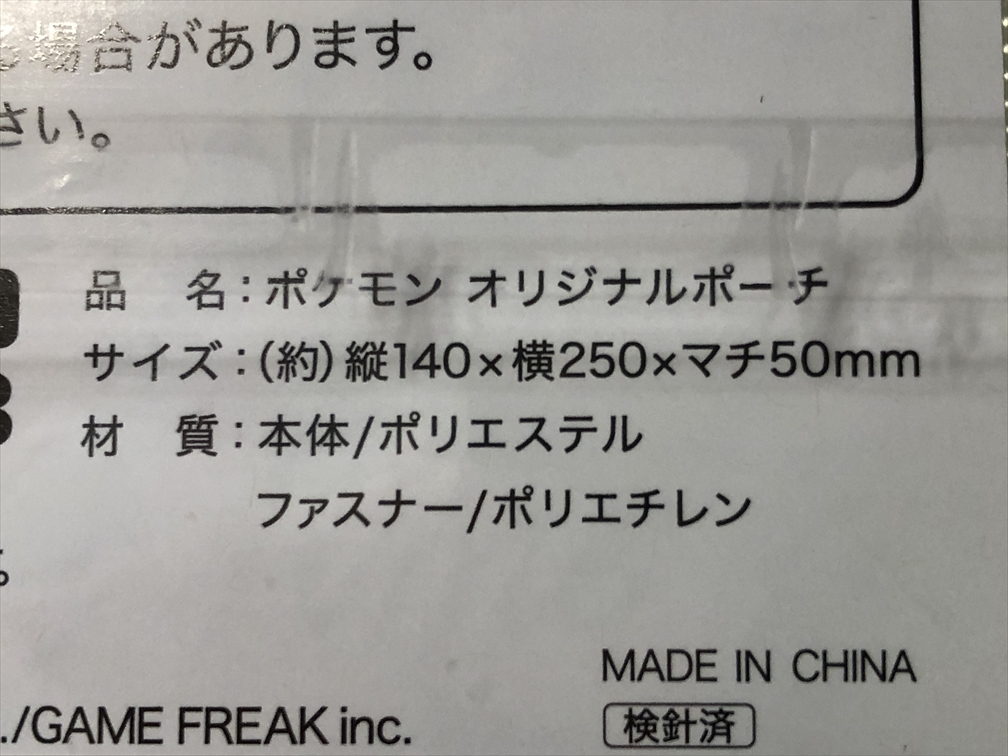 場合があります。
さい。
品　名：ポケモン オリジナルポーチ
サイズ：(約)縦140×横250×マチ50mm
材　質：本体/ポリエステル
ファスナー/ポリエチレン
MADE IN CHINA
./GAME FREAK inc.
検針済